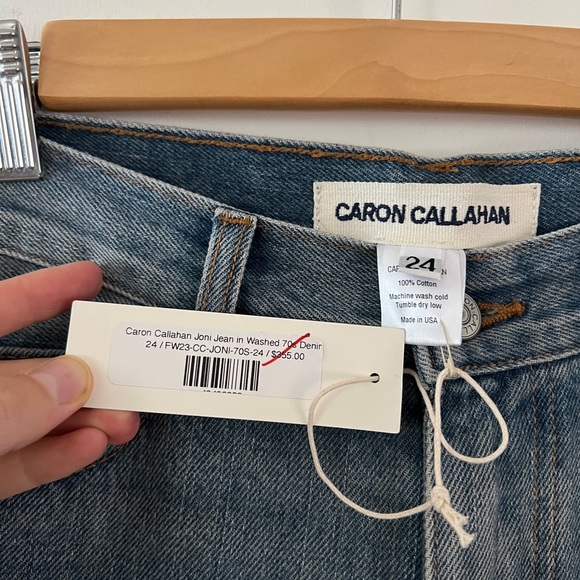 CARON CALLAHAN
24
100% Cotton
Machine wash cold
Tumble dry low
Made in USA
Caron Callahan Joni Jean in Washed 70s Denim
24 / FW23-CC-JONI-70S-24 / $355.00